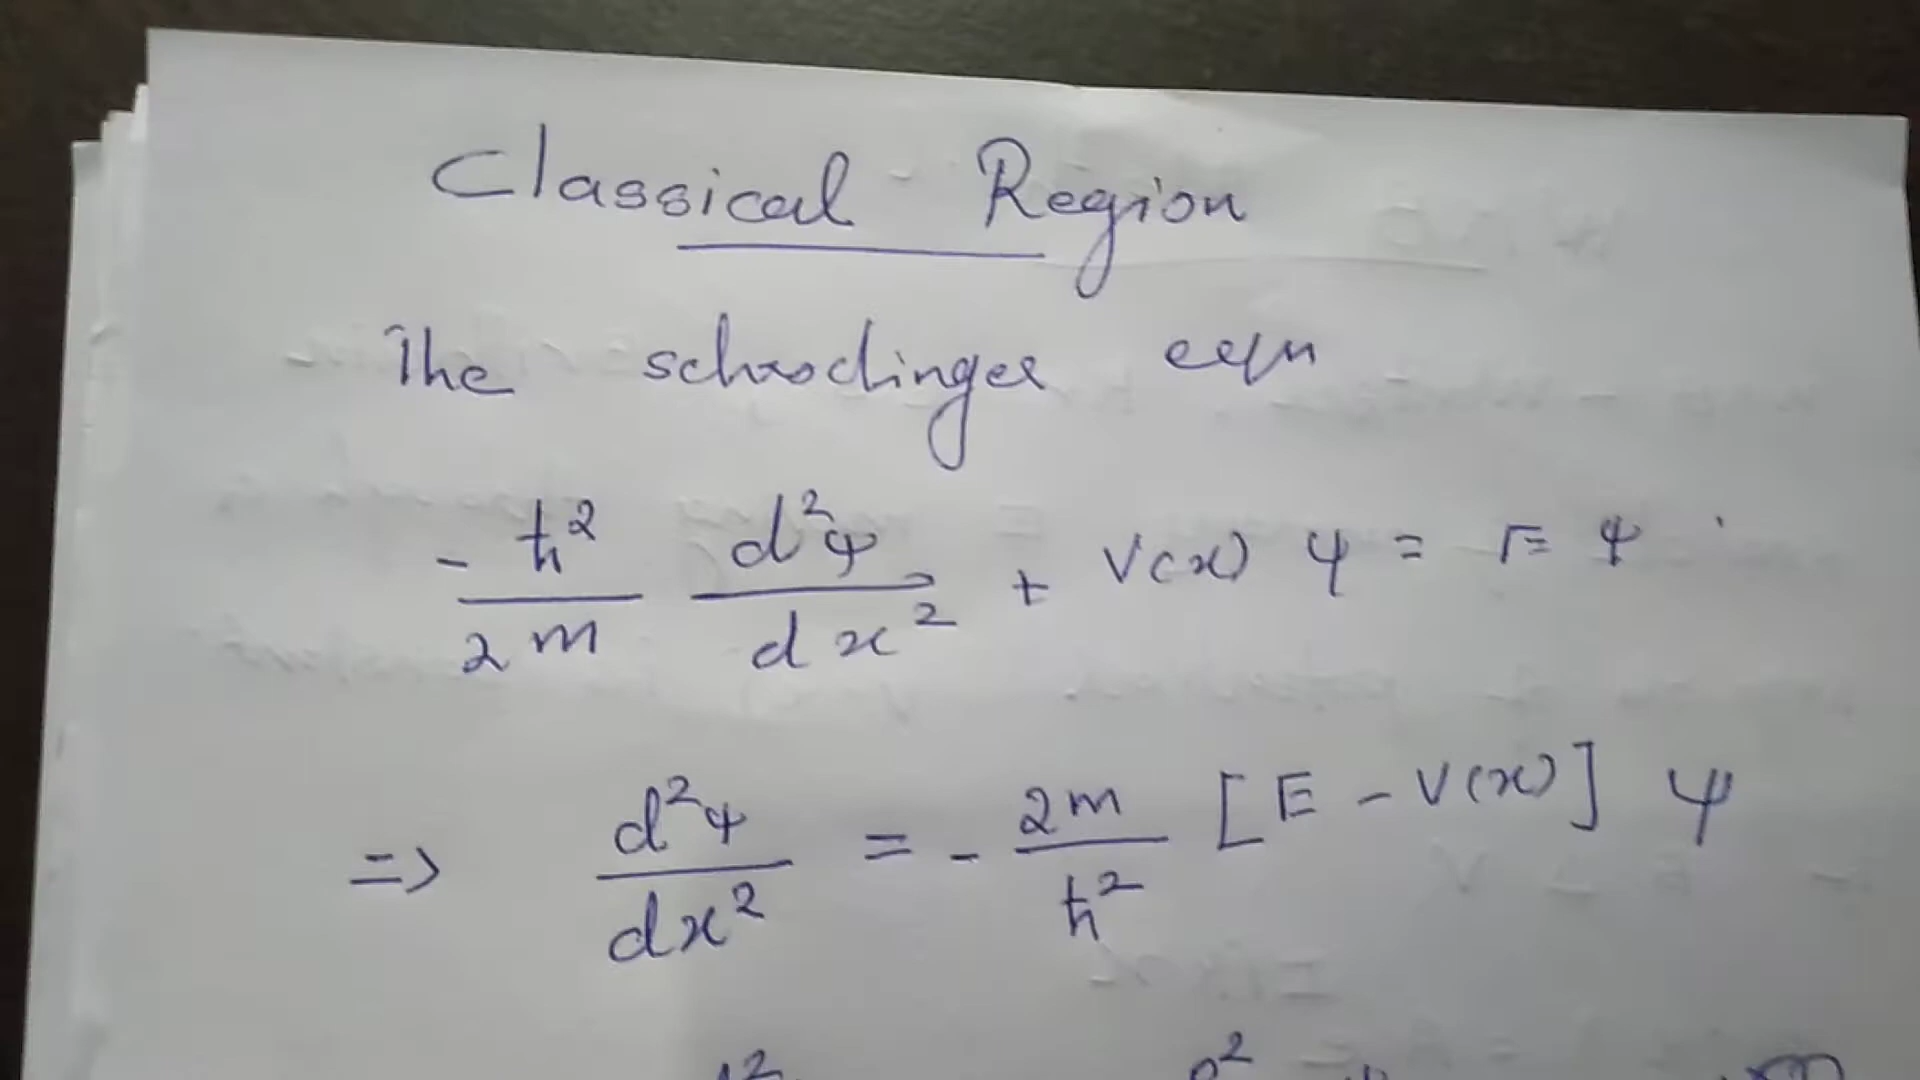 Classical Region
The schrodinger eqn
- ħ²/2m d²ψ/dx² + V(x) ψ = E ψ
=> d²ψ/dx² = - 2m/ħ² [E - V(x)] ψ